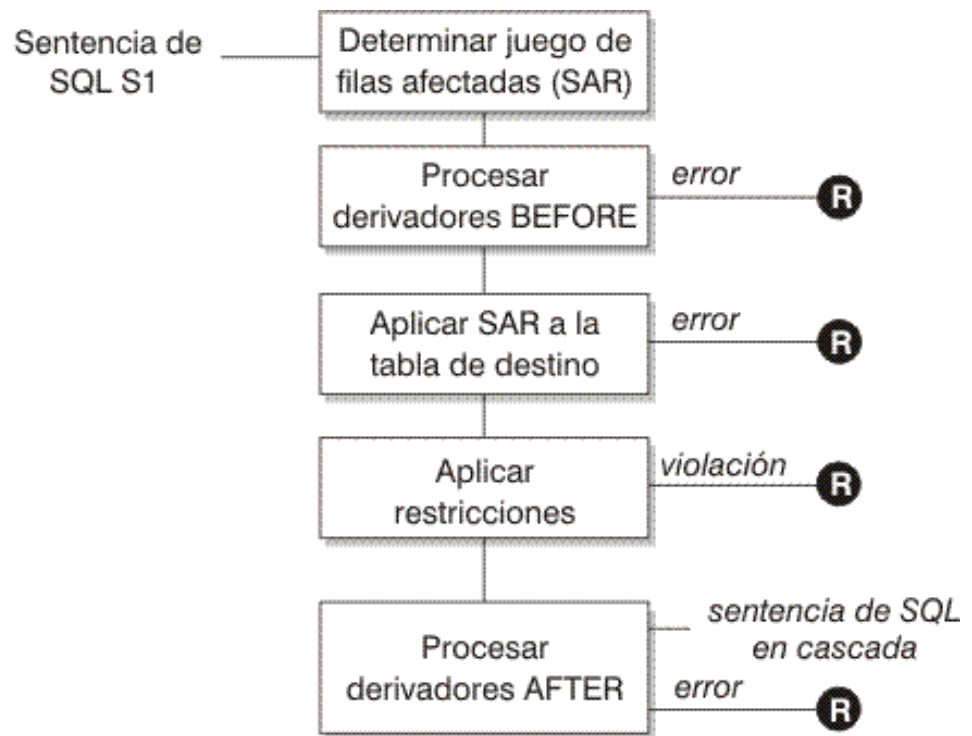 Sentencia de
SQL S1
Determinar juego de
filas afectadas (SAR)
Procesar
derivadores BEFORE
error
R
Aplicar SAR a la
tabla de destino
error
R
Aplicar
restricciones
violación
R
Procesar
derivadores AFTER
sentencia de SQL
en cascada
error
R